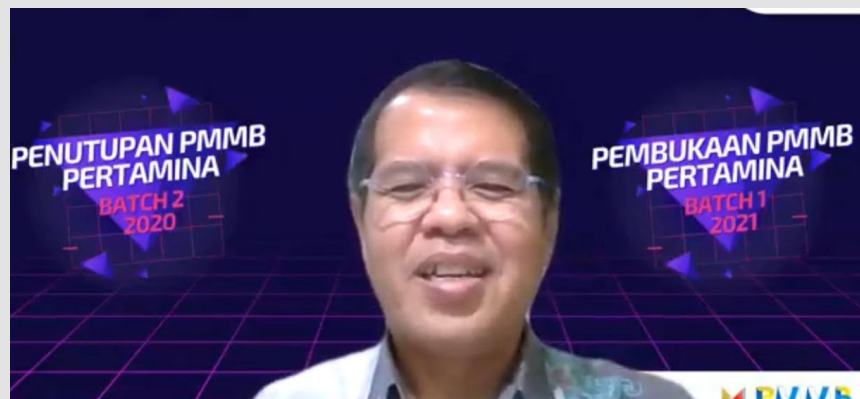 PENUTUPAN PMMB
PERTAMINA
BATCH 2
2020
PEMBUKAAN PMMB
PERTAMINA
BATCH 1
2021